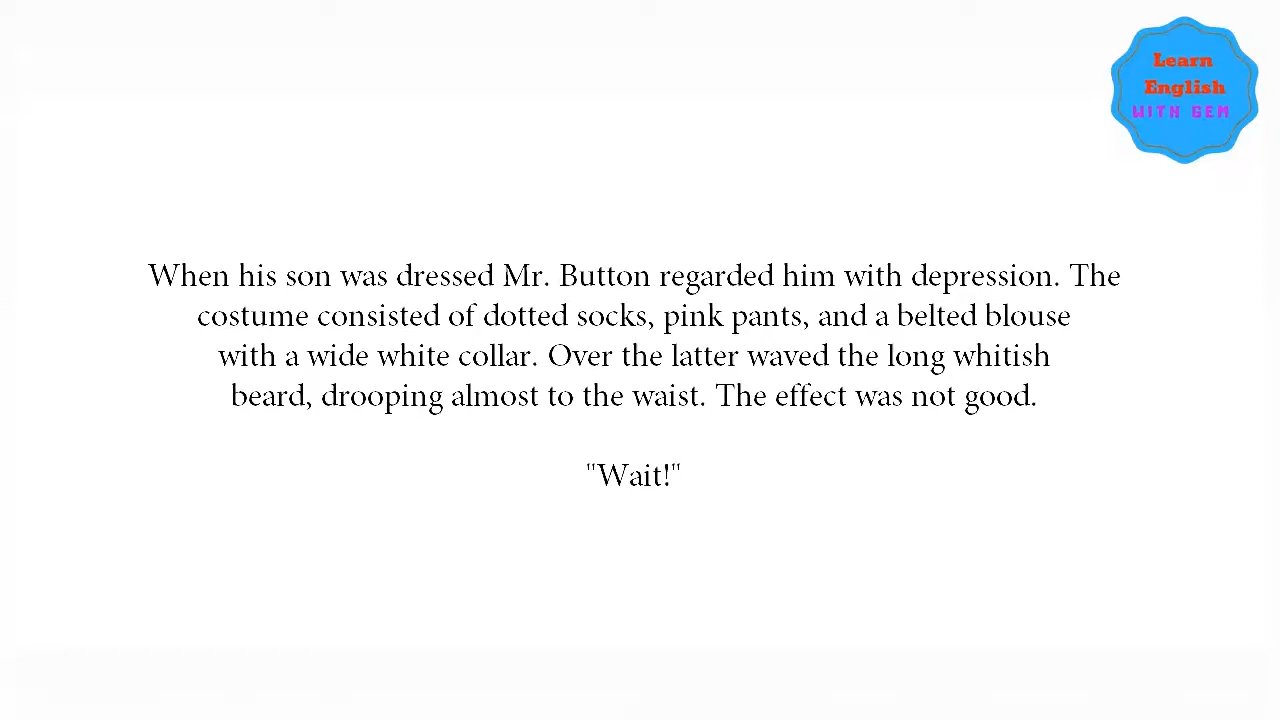 Learn
English
WITH GEM
When his son was dressed Mr. Button regarded him with depression. The
costume consisted of dotted socks, pink pants, and a belted blouse
with a wide white collar. Over the latter waved the long whitish
beard, drooping almost to the waist. The effect was not good.
"Wait!"